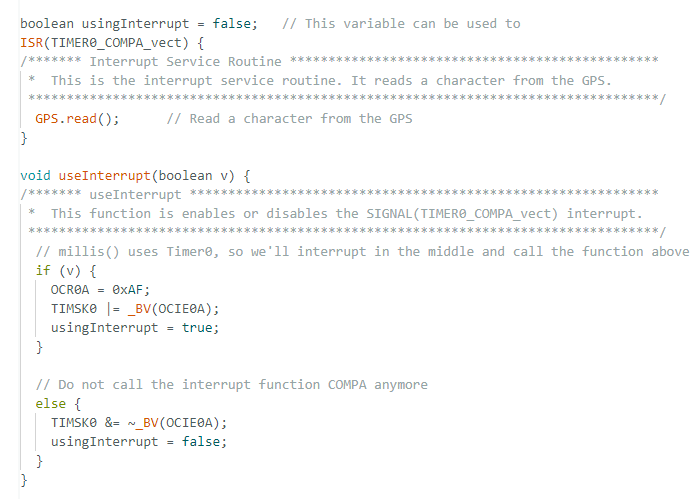 boolean usingInterrupt = false;   // This variable can be used to
ISR(TIMER0_COMPA_vect) {
/******* Interrupt Service Routine ************************************************
 *  This is the interrupt service routine. It reads a character from the GPS.
 **********************************************************************************/
  GPS.read();      // Read a character from the GPS
}

void useInterrupt(boolean v) {
/******* useInterrupt *************************************************************
 *  This function is enables or disables the SIGNAL(TIMER0_COMPA_vect) interrupt.
 **********************************************************************************/
  // millis() uses Timer0, so we'll interrupt in the middle and call the function above
  if (v) {
    OCR0A = 0xAF;
    TIMSK0 |= _BV(OCIE0A);
    usingInterrupt = true;
  }

  // Do not call the interrupt function COMPA anymore
  else {
    TIMSK0 &= ~_BV(OCIE0A);
    usingInterrupt = false;
  }
}